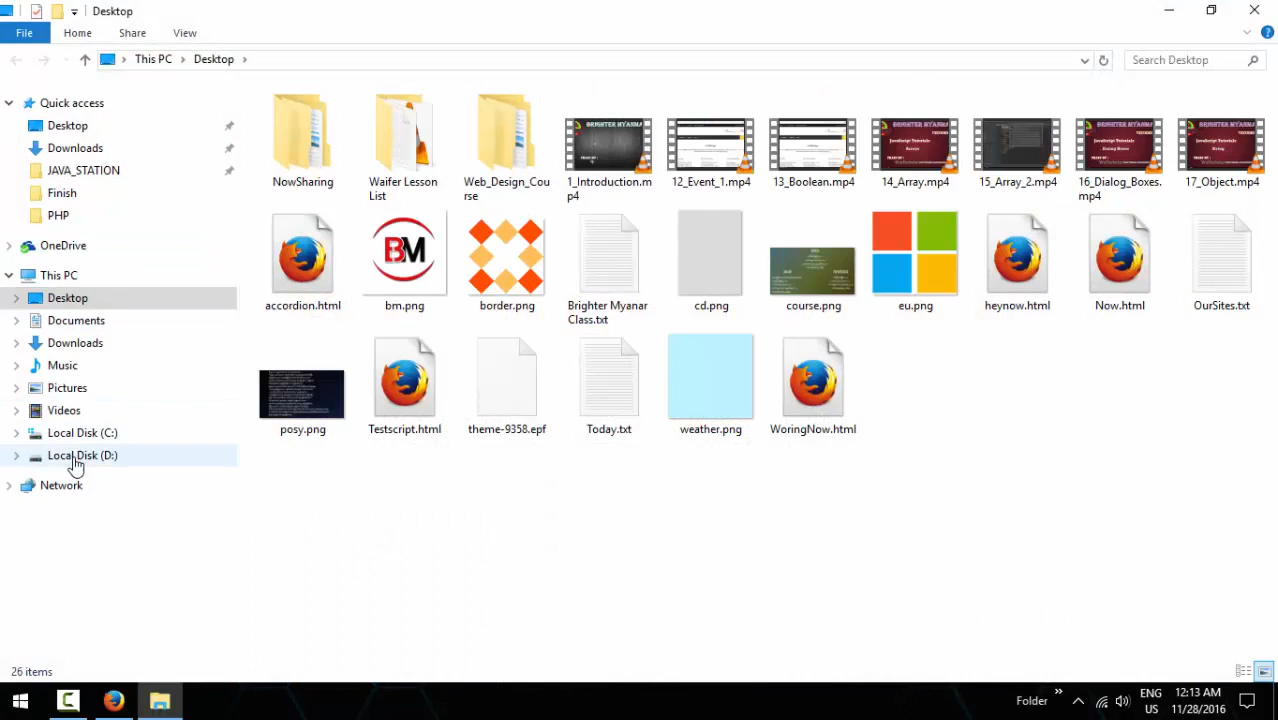 Desktop
File Home Share View
This PC Desktop
Search Desktop
Quick access
Desktop
Downloads
JAVA_STATION
Finish
PHP
OneDrive
This PC
Desktop
Documents
Downloads
Music
Pictures
Videos
Local Disk (C:)
Local Disk (D:)
Network
NowSharing
Waifer Lesson
List
Web_Design_Cou
rse
1_Introduction.m
p4
12_Event_1.mp4
13_Boolean.mp4
14_Array.mp4
15_Array_2.mp4
16_Dialog_Boxes.
mp4
17_Object.mp4
accordion.html
bm.png
border.png
Brighter Myanar
Class.txt
cd.png
course.png
eu.png
heynow.html
Now.html
OurSites.txt
posy.png
Testscript.html
theme-9358.epf
Today.txt
weather.png
WoringNow.html
26 items
Folder
ENG
US
12:13 AM
11/28/2016